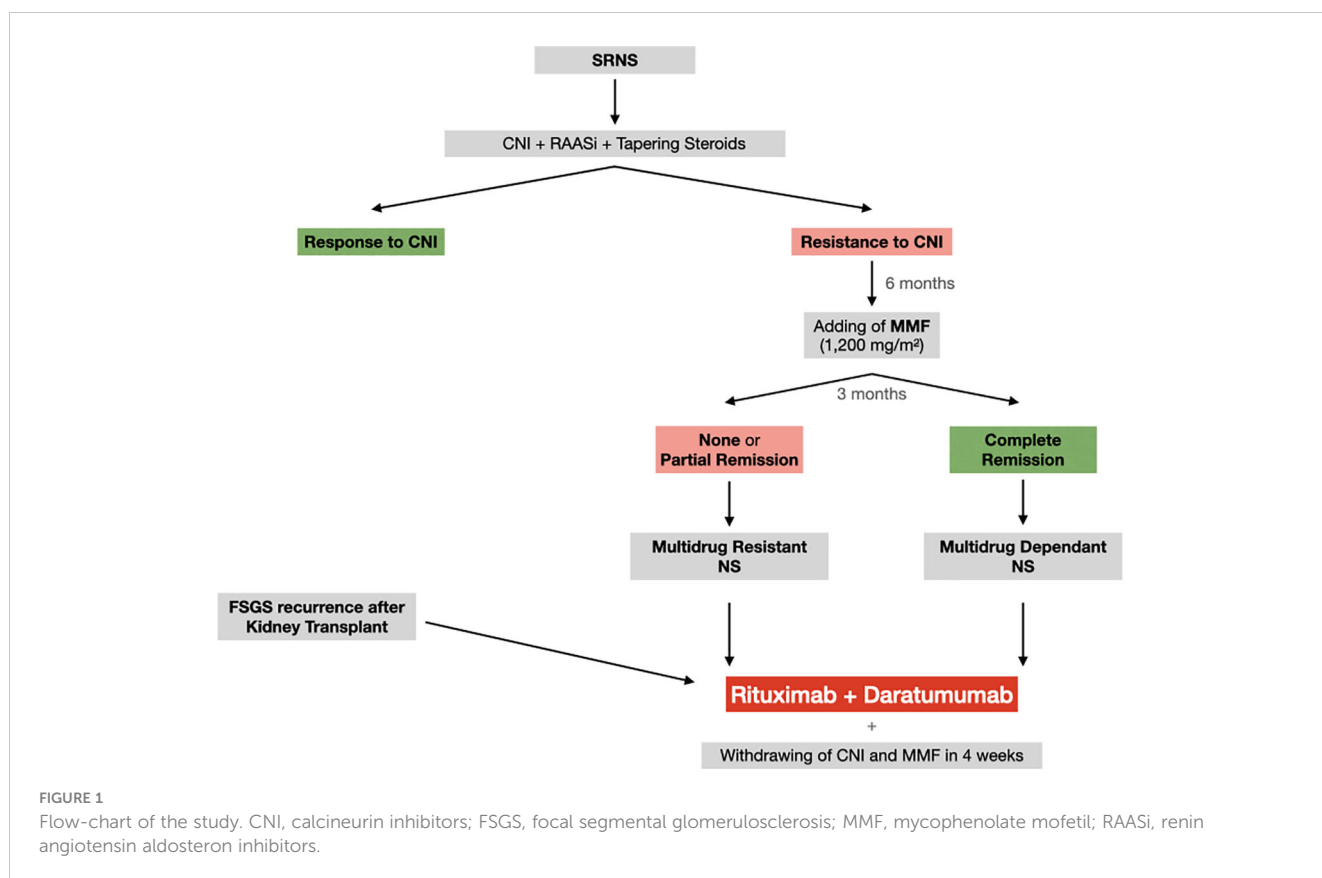 SRNS
CNI + RAASi + Tapering Steroids
Response to CNI
Resistance to CNI
6 months
Adding of MMF
(1,200 mg/m²)
3 months
None or
Partial Remission
Complete
Remission
Multidrug Resistant
NS
Multidrug Dependant
NS
FSGS recurrence after
Kidney Transplant
Rituximab + Daratumumab
+
Withdrawing of CNI and MMF in 4 weeks
FIGURE 1
Flow-chart of the study. CNI, calcineurin inhibitors; FSGS, focal segmental glomerulosclerosis; MMF, mycophenolate mofetil; RAASi, renin
angiotensin aldosteron inhibitors.